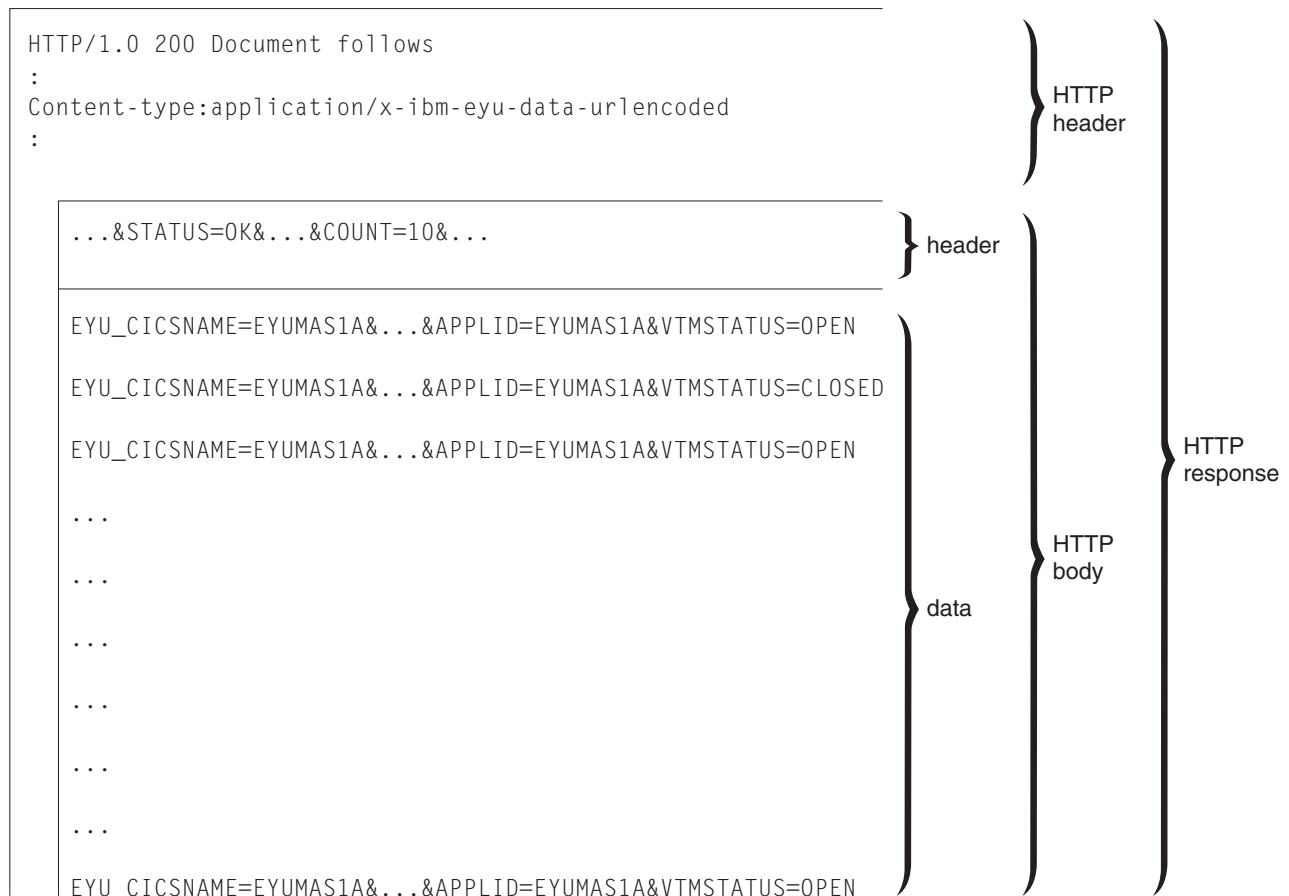 HTTP/1.0 200 Document follows
:
Content-type:application/x-ibm-eyu-data-urlencoded
:
HTTP
header
...&STATUS=OK&...&COUNT=10&...
header
EYU_CICSNAME=EYUMAS1A&...&APPLID=EYUMAS1A&VTMSTATUS=OPEN
EYU_CICSNAME=EYUMAS1A&...&APPLID=EYUMAS1A&VTMSTATUS=CLOSED
EYU_CICSNAME=EYUMAS1A&...&APPLID=EYUMAS1A&VTMSTATUS=OPEN
...
...
...
...
...
...
EYU_CICSNAME=EYUMAS1A&...&APPLID=EYUMAS1A&VTMSTATUS=OPEN
data
HTTP
body
HTTP
response